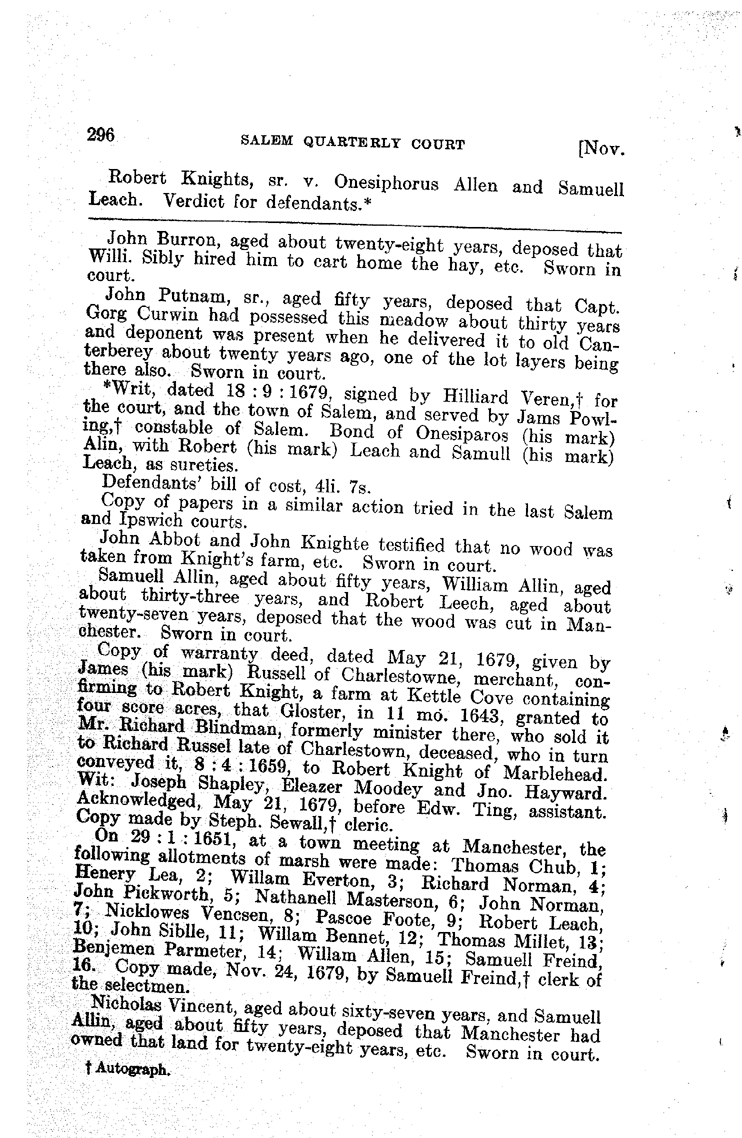 296 SALEM QUARTERLY COURT [Nov.
Robert Knights, sr. v. Onesiphorus Allen and Samuell
Leach. Verdict for defendants.*
John Burron, aged about twenty-eight years, deposed that
Willi. Sibly hired him to cart home the hay, etc. Sworn in
court.
John Putnam, sr., aged fifty years, deposed that Capt.
Gorg Curwin had possessed this meadow about thirty years
and deponent was present when he delivered it to old Can-
terberey about twenty years ago, one of the lot layers being
there also. Sworn in court.
*Writ, dated 18 : 9 : 1679, signed by Hilliard Veren,† for
the court, and the town of Salem, and served by Jams Powl-
ing,† constable of Salem. Bond of Onesiparos (his mark)
Alin, with Robert (his mark) Leach and Samull (his mark)
Leach, as sureties.
Defendants' bill of cost, 4li. 7s.
Copy of papers in a similar action tried in the last Salem
and Ipswich courts.
John Abbot and John Knighte testified that no wood was
taken from Knight's farm, etc. Sworn in court.
Samuell Allin, aged about fifty years, William Allin, aged
about thirty-three years, and Robert Leech, aged about
twenty-seven years, deposed that the wood was cut in Man-
chester. Sworn in court.
Copy of warranty deed, dated May 21, 1679, given by
James (his mark) Russell of Charlestowne, merchant, con-
firming to Robert Knight, a farm at Kettle Cove containing
four score acres, that Gloster, in 11 mo. 1643, granted to
Mr. Richard Blindman, formerly minister there, who sold it
to Richard Russel late of Charlestown, deceased, who in turn
conveyed it, 8 : 4 : 1659, to Robert Knight of Marblehead.
Wit: Joseph Shapley, Eleazer Moodey and Jno. Hayward.
Acknowledged, May 21, 1679, before Edw. Ting, assistant.
Copy made by Steph. Sewall,† cleric.
On 29 : 1 : 1651, at a town meeting at Manchester, the
following allotments of marsh were made: Thomas Chub, 1;
Henery Lea, 2; Willam Everton, 3; Richard Norman, 4;
John Pickworth, 5; Nathanell Masterson, 6; John Norman,
7; Nicklowes Vencsen, 8; Pascoe Foote, 9; Robert Leach,
10; John Siblle, 11; Willam Bennet, 12; Thomas Millet, 13;
Benjemen Parmeter, 14; Willam Allen, 15; Samuell Freind,
16. Copy made, Nov. 24, 1679, by Samuell Freind,† clerk of
the selectmen.
Nicholas Vincent, aged about sixty-seven years, and Samuell
Allin, aged about fifty years, deposed that Manchester had
owned that land for twenty-eight years, etc. Sworn in court.
† Autograph.